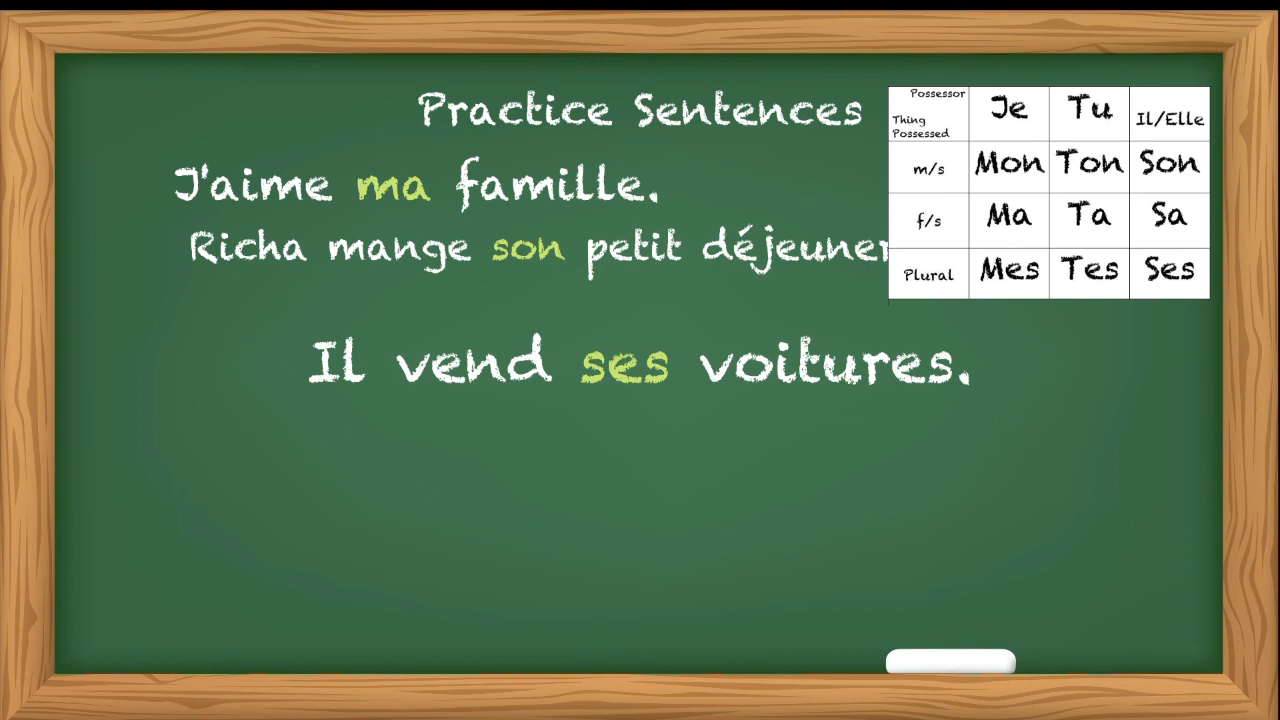 Practice Sentences
J'aime ma famille.
Richa mange son petit déjeuner
Il vend ses voitures.
Possessor
Thing Possessed
Je Tu Il/Elle
m/s Mon Ton Son
f/s Ma Ta Sa
Plural Mes Tes Ses